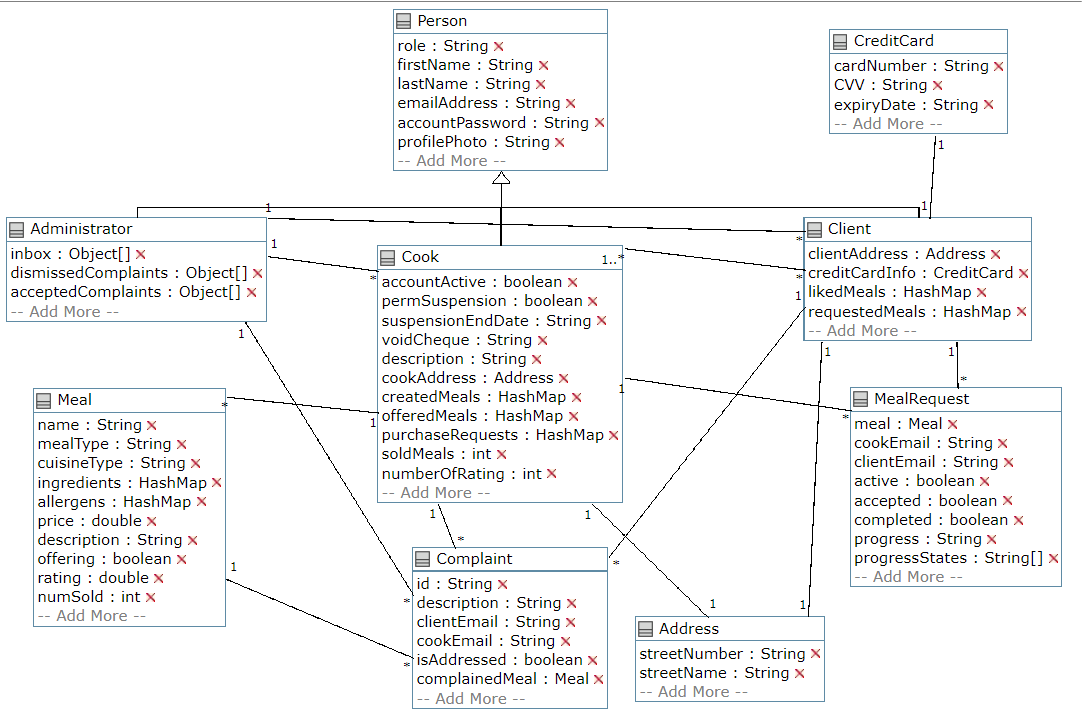 Person
role : String
firstName : String
lastName : String
emailAddress : String
accountPassword : String
profilePhoto : String
-- Add More --
CreditCard
cardNumber : String
CVV : String
expiryDate : String
-- Add More --
1
1
1
Administrator
inbox : Object[]
dismissedComplaints : Object[]
acceptedComplaints : Object[]
-- Add More --
1
*
1
Cook
1..*
accountActive : boolean
permSuspension : boolean
suspensionEndDate : String
voidCheque : String
description : String
cookAddress : Address
createdMeals : HashMap
offeredMeals : HashMap
purchaseRequests : HashMap
soldMeals : int
numberOfRating : int
-- Add More --
*
*
1
Client
clientAddress : Address
creditCardInfo : CreditCard
likedMeals : HashMap
requestedMeals : HashMap
-- Add More --
1
1
*
Meal
name : String
mealType : String
cuisineType : String
ingredients : HashMap
allergens : HashMap
price : double
description : String
offering : boolean
rating : double
numSold : int
-- Add More --
*
1
1
*
MealRequest
meal : Meal
cookEmail : String
clientEmail : String
active : boolean
accepted : boolean
completed : boolean
progress : String
progressStates : String[]
-- Add More --
1
*
1
1
*
*
*
Complaint
id : String
description : String
clientEmail : String
cookEmail : String
isAddressed : boolean
complainedMeal : Meal
-- Add More --
1
1
1
Address
streetNumber : String
streetName : String
-- Add More --